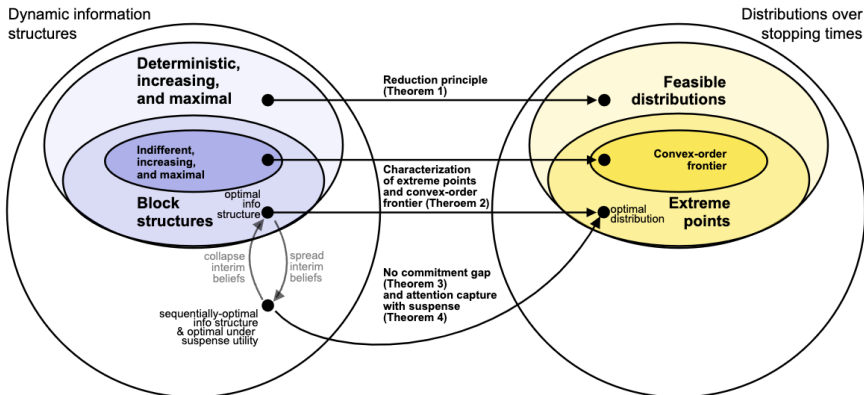 Dynamic information
structures
Distributions over
stopping times
Deterministic,
increasing,
and maximal
Reduction principle
(Theorem 1)
Feasible
distributions
Indifferent,
increasing,
and maximal
Convex-order
frontier
Characterization
of extreme points
and convex-order
frontier (Theroem 2)
Block
structures
optimal
info
structure
optimal
distribution
Extreme
points
collapse
interim
beliefs
spread
interim
beliefs
No commitment gap
(Theorem 3)
and attention capture
with suspense
(Theorem 4)
sequentially-optimal
info structure
& optimal under
suspense utility